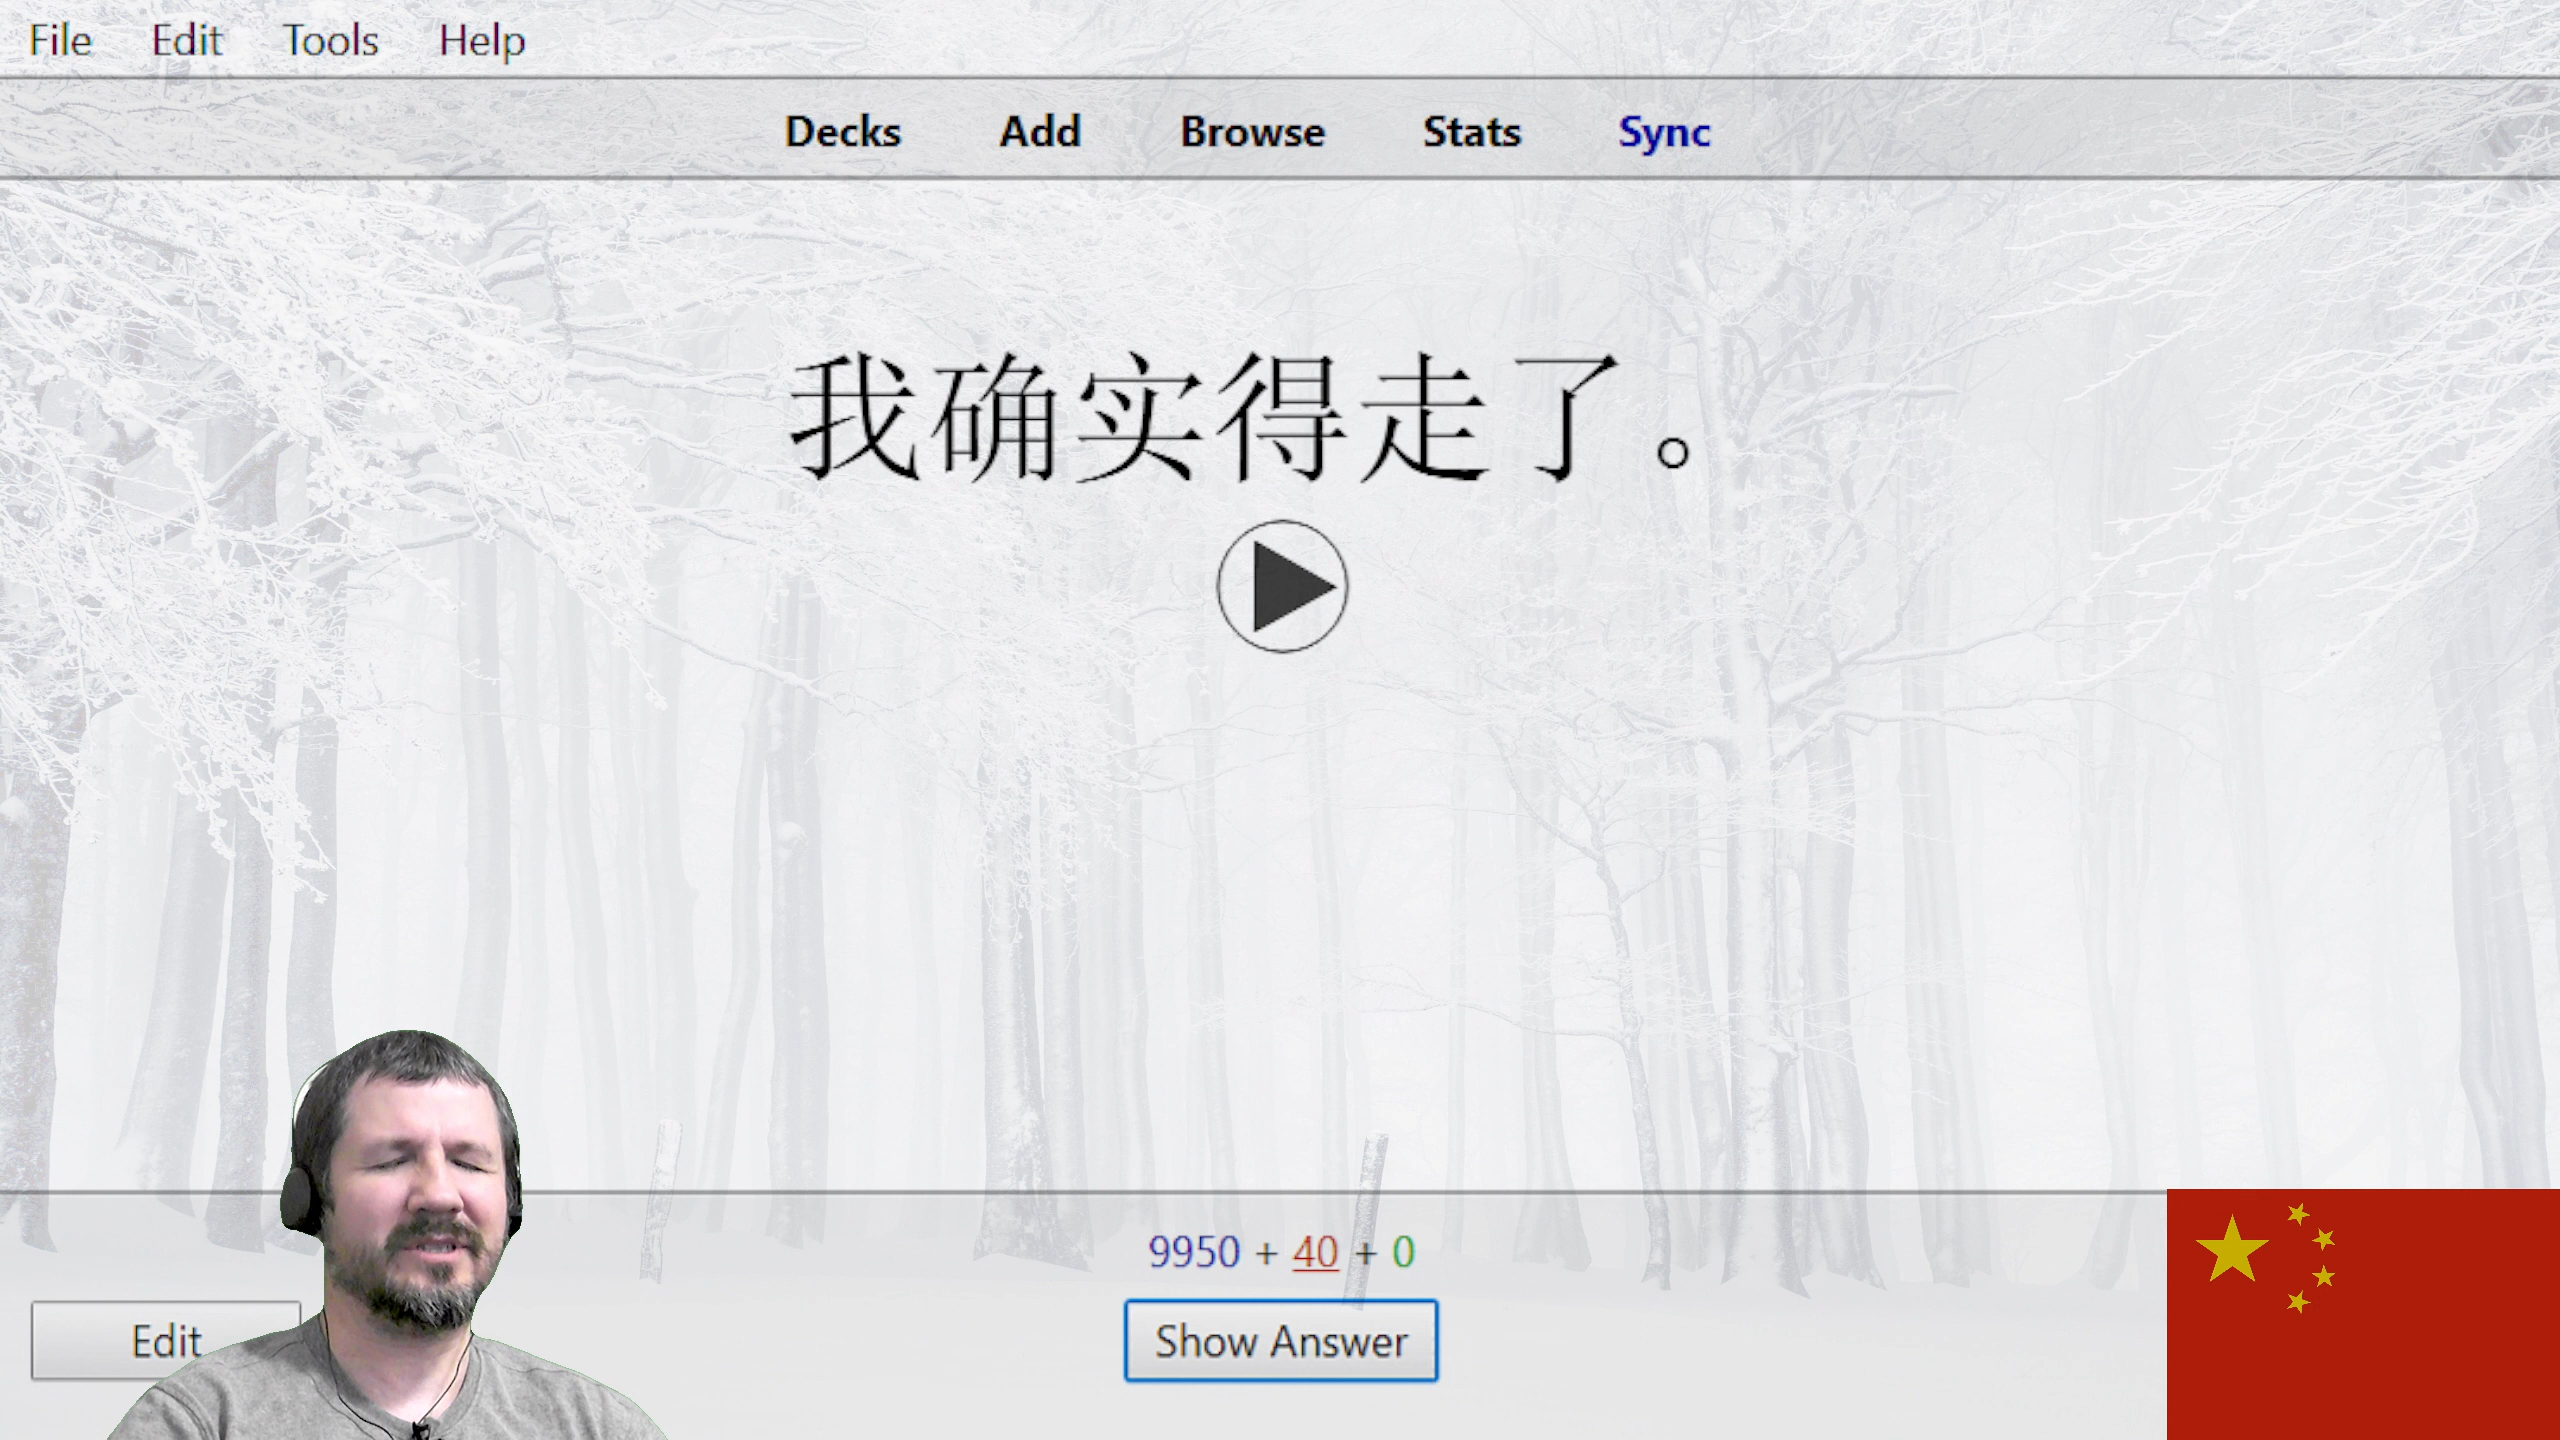 File Edit Tools Help
Decks Add Browse Stats Sync
我确实得走了。
9950 + 40 + 0
Edit
Show Answer